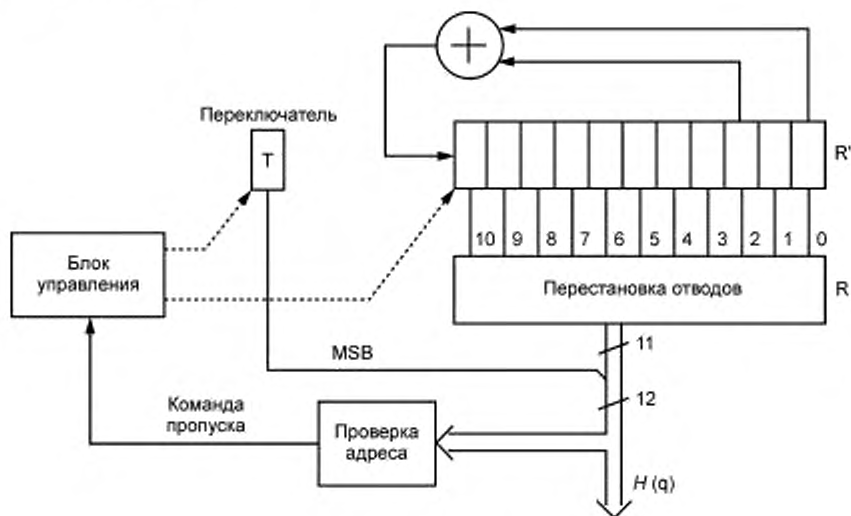 Переключатель
T
R'
10 9 8 7 6 5 4 3 2 1 0
Блок
управления
Перестановка отводов
R
11
MSB
12
Команда
пропуска
Проверка
адреса
H (q)